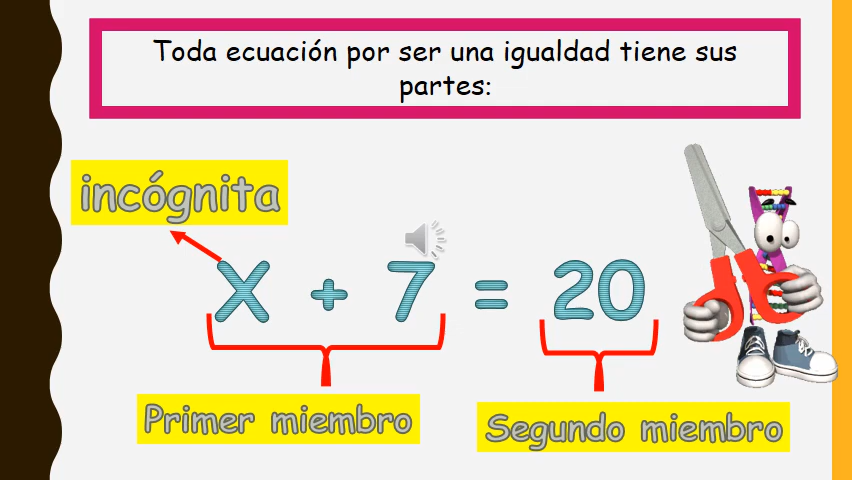 Toda ecuación por ser una igualdad tiene sus
partes:
incógnita
X + 7 = 20
Primer miembro
Segundo miembro